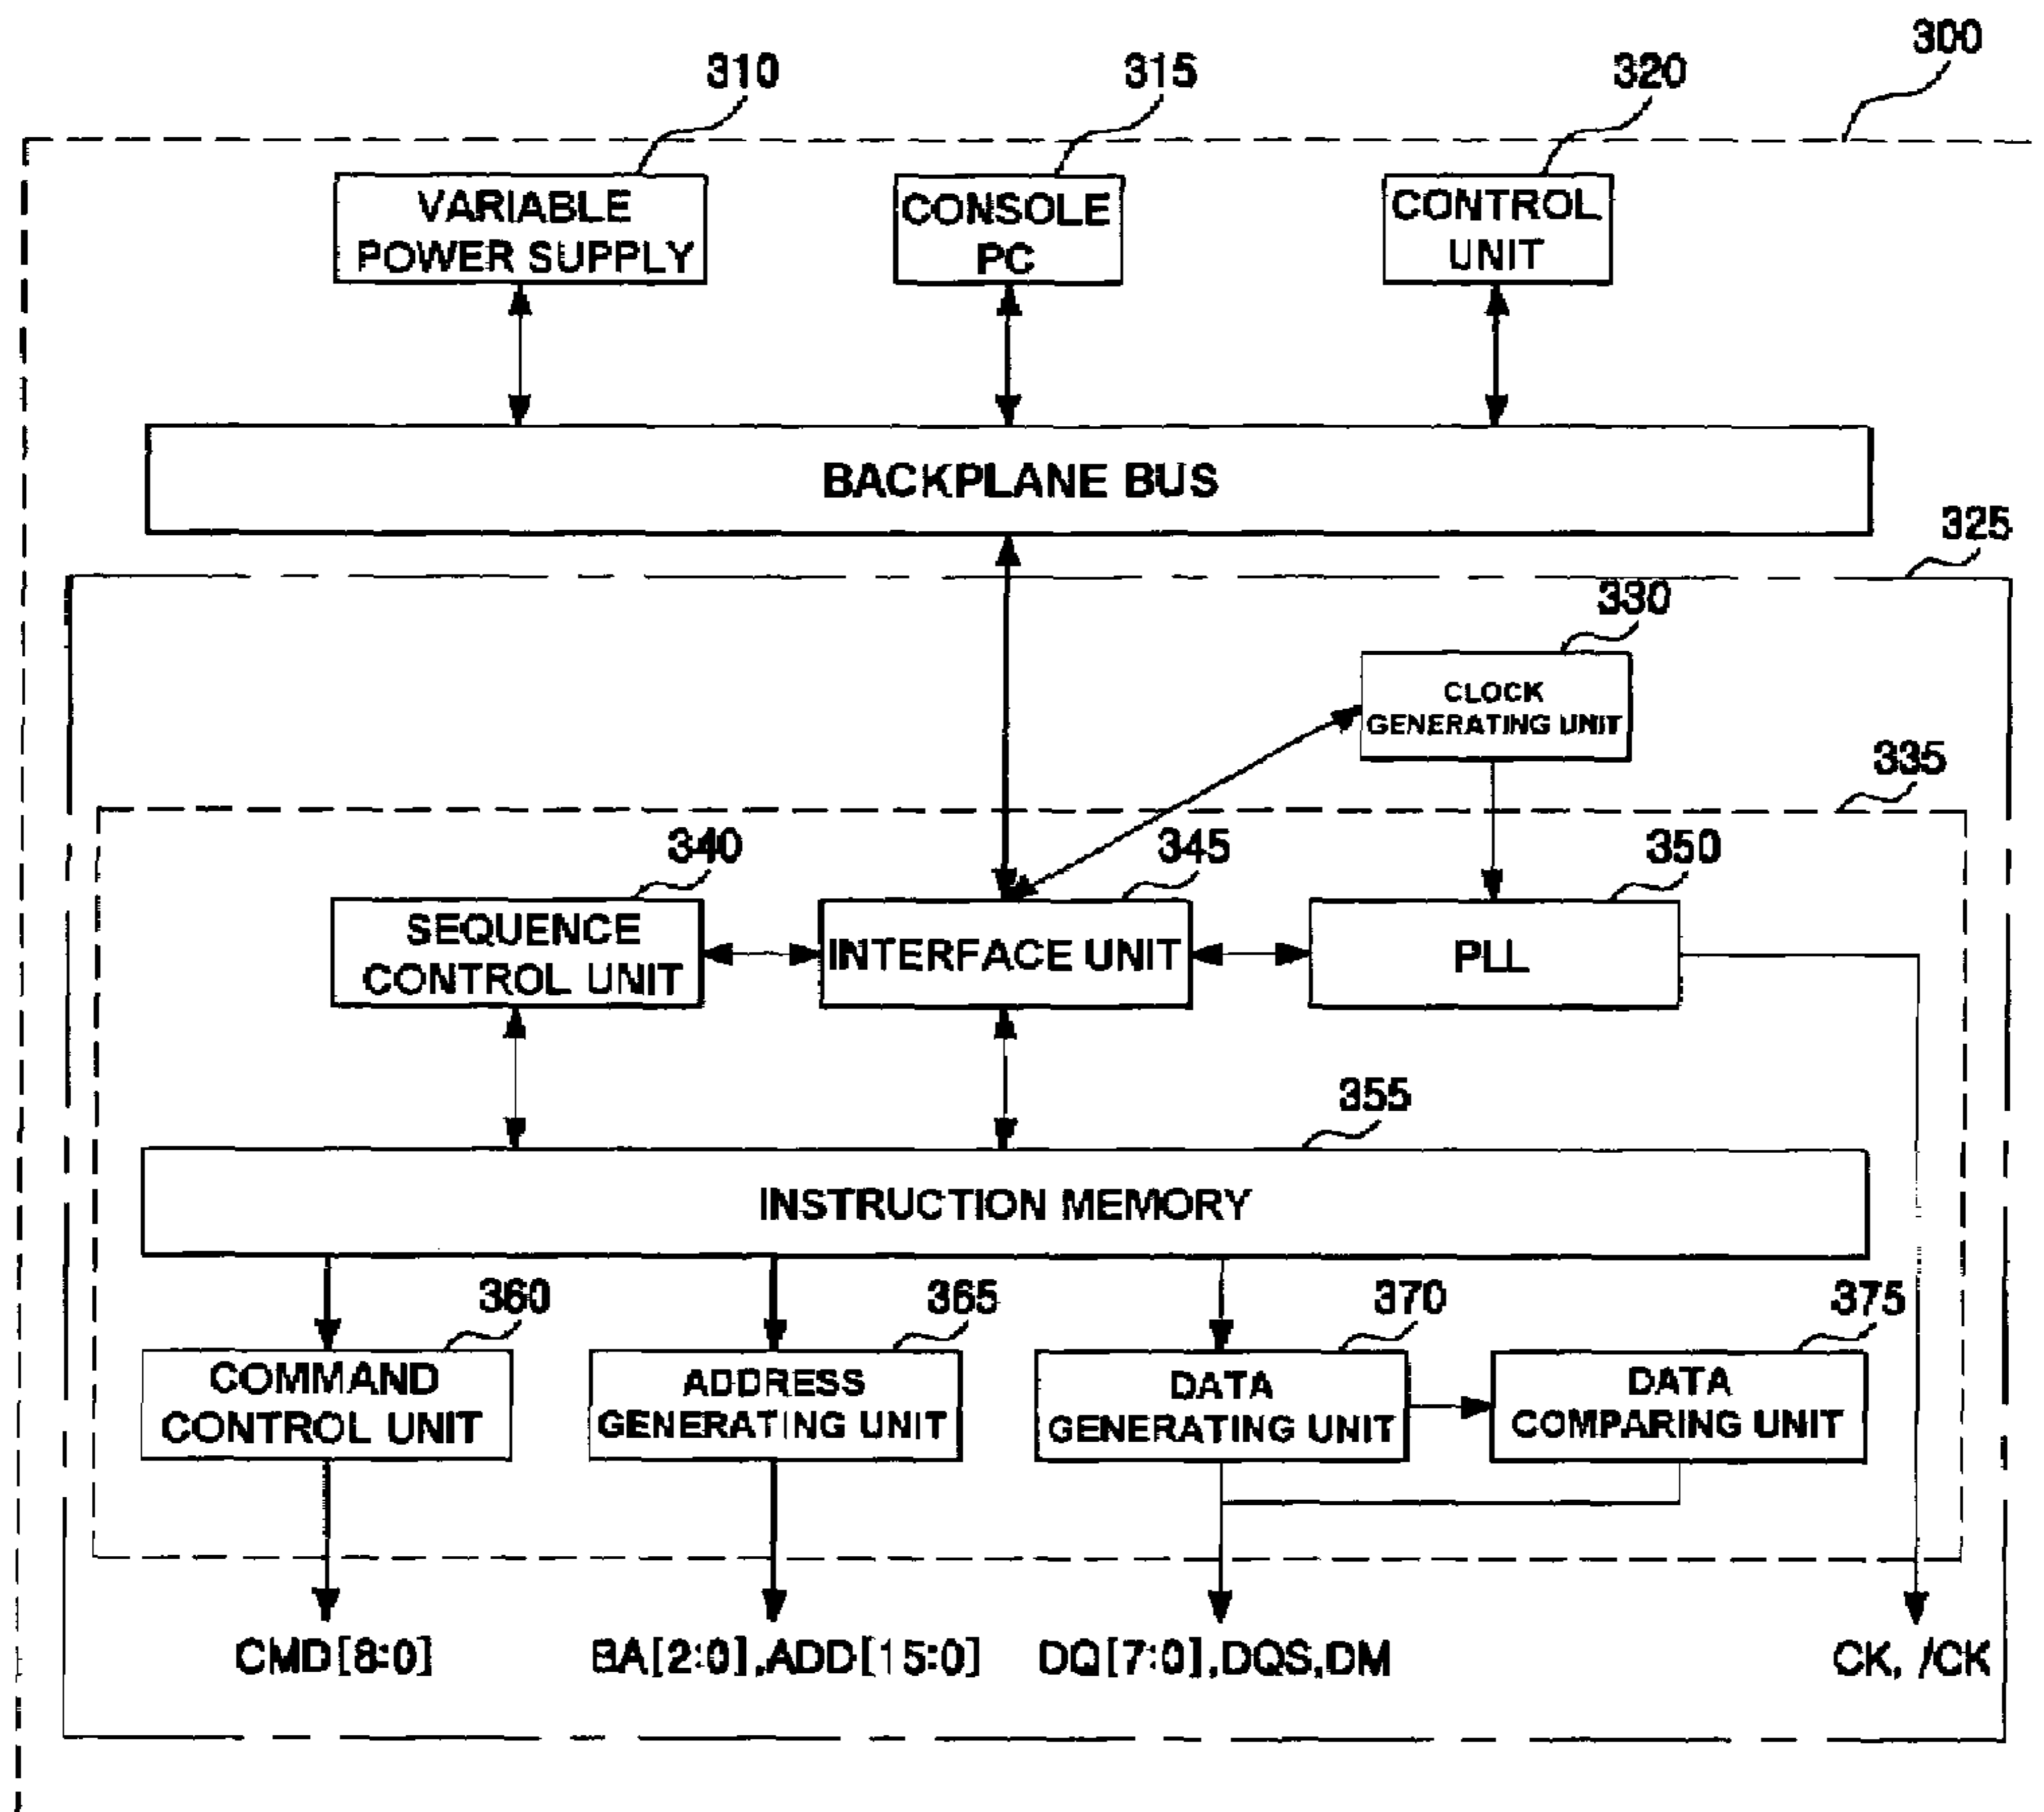 300
310
315
320
VARIABLE
POWER SUPPLY
CONSOLE
PC
CONTROL
UNIT
BACKPLANE BUS
325
330
CLOCK
GENERATING UNIT
335
340
345
350
SEQUENCE
CONTROL UNIT
INTERFACE UNIT
PLL
355
INSTRUCTION MEMORY
360
365
370
375
COMMAND
CONTROL UNIT
ADDRESS
GENERATING UNIT
DATA
GENERATING UNIT
DATA
COMPARING UNIT
CMD[8:0]
BA[2:0],ADD[15:0]
DQ[7:0],DQS,DM
CK, /CK